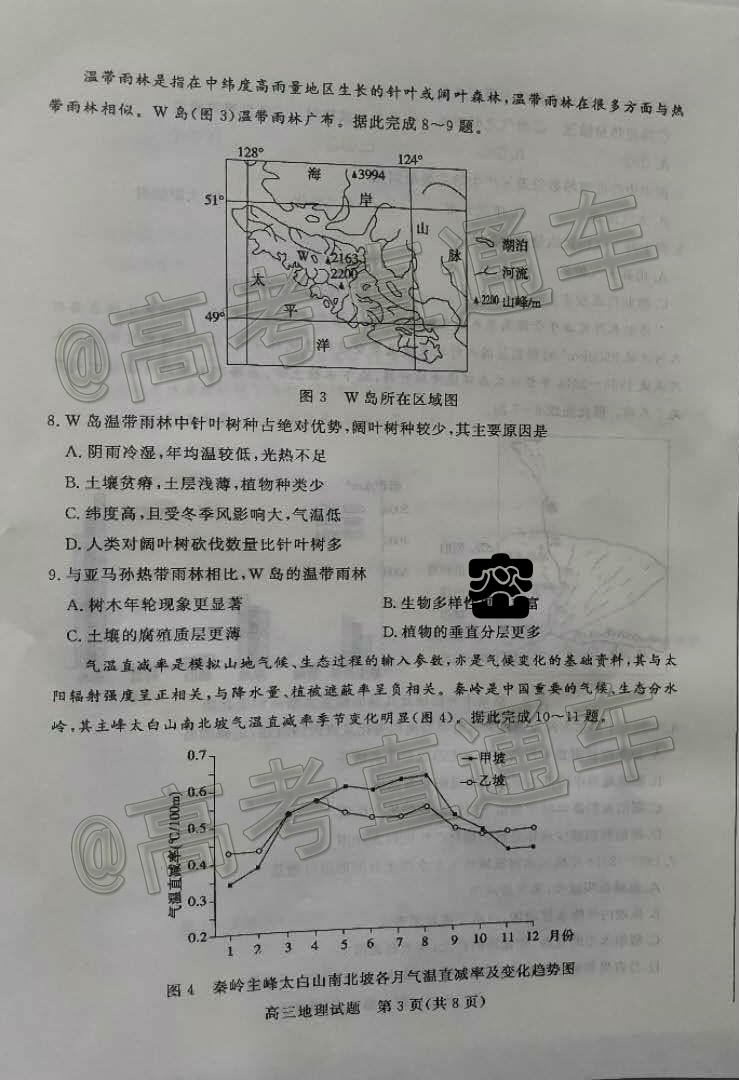 温带雨林是指在中纬度高雨量地区生长的针叶或阔叶森林,温带雨林在很多方面与热
带雨林相似。W岛(图3)温带雨林广布。据此完成8～9题。
128°
124°
海
▲3994
51°
岸
山
湖泊
W
▲2163
脉
2200
▲
河流
太
▲2200 山峰/m
49°
平
洋
图3 W岛所在区域图
8. W岛温带雨林中针叶树种占绝对优势,阔叶树种较少,其主要原因是
A. 阴雨冷湿,年均温较低,光热不足
B. 土壤贫瘠,土层浅薄,植物种类少
C. 纬度高,且受冬季风影响大,气温低
D. 人类对阔叶树砍伐数量比针叶树多
9. 与亚马孙热带雨林相比,W岛的温带雨林
A. 树木年轮现象更显著
B. 生物多样性 富
C. 土壤的腐殖质层更薄
D. 植物的垂直分层更多
气温直减率是模拟山地气候、生态过程的输入参数,亦是气候变化的基础资料,其与太
阳辐射强度呈正相关,与降水量、植被遮蔽率呈负相关。秦岭是中国重要的气候、生态分水
岭,其主峰太白山南北坡气温直减率季节变化明显(图4)。据此完成10～11题。
气温直减率(℃/100m)
0.7
0.6
0.5
0.4
0.3
0.2
甲坡
乙坡
1 2 3 4 5 6 7 8 9 10 11 12 月份
图4 秦岭主峰太白山南北坡各月气温直减率及变化趋势图
高三地理试题 第3页(共8页)
@高考直通车
@高考直通车